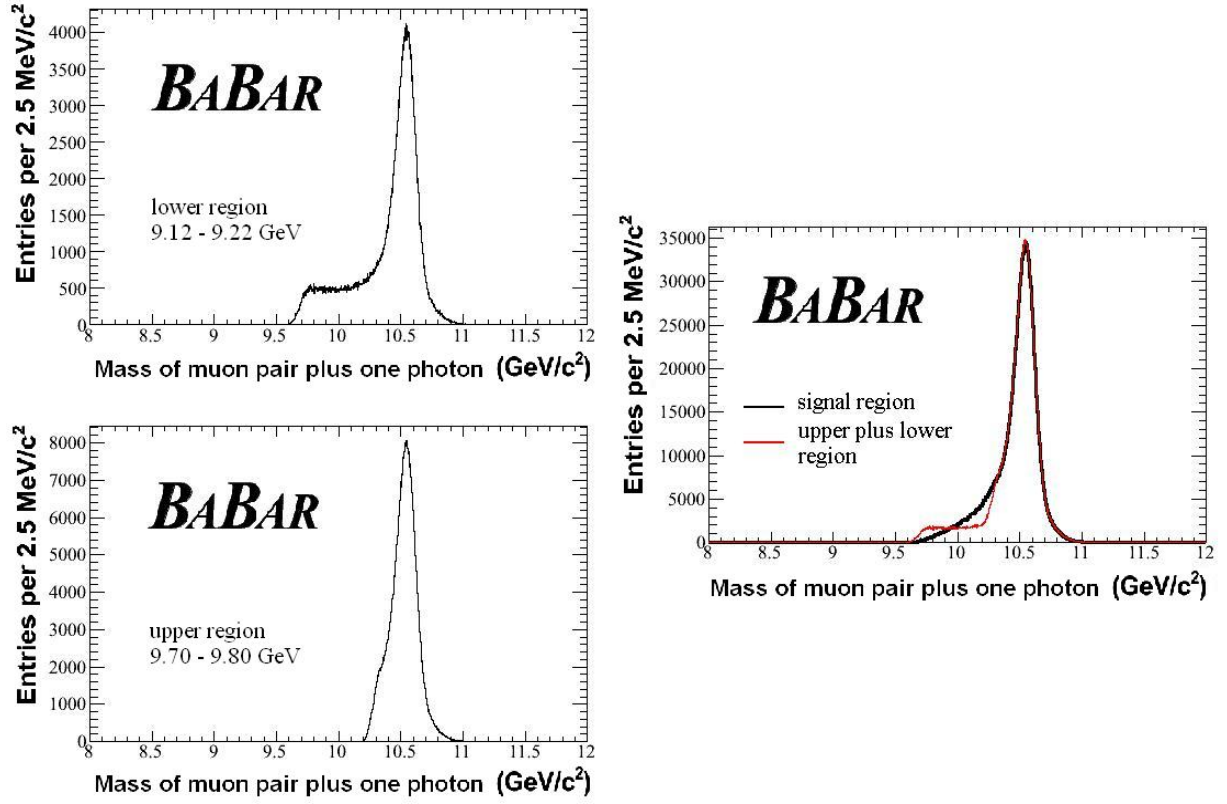 Entries per 2.5 MeV/c²
4000
3500
3000
2500
2000
1500
1000
500
0
BABAR
lower region
9.12 - 9.22 GeV
8 8.5 9 9.5 10 10.5 11 11.5 12
Mass of muon pair plus one photon (GeV/c²)
Entries per 2.5 MeV/c²
8000
7000
6000
5000
4000
3000
2000
1000
0
BABAR
upper region
9.70 - 9.80 GeV
8 8.5 9 9.5 10 10.5 11 11.5 12
Mass of muon pair plus one photon (GeV/c²)
Entries per 2.5 MeV/c²
35000
30000
25000
20000
15000
10000
5000
0
BABAR
signal region
upper plus lower
region
8 8.5 9 9.5 10 10.5 11 11.5 12
Mass of muon pair plus one photon (GeV/c²)